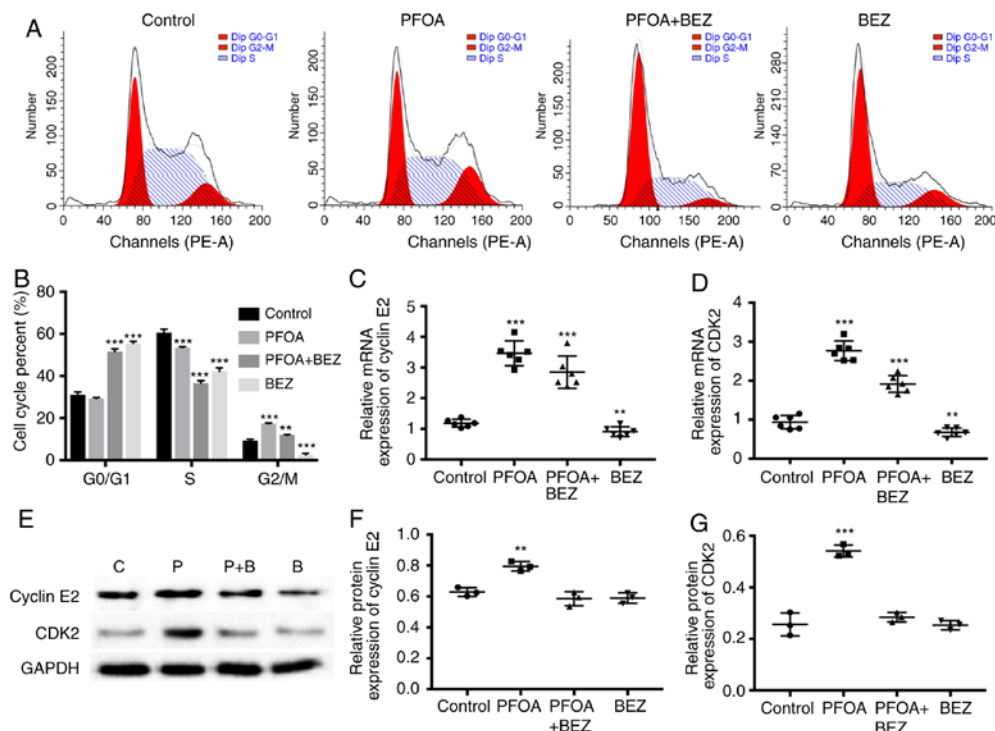 A
Control
Dip G0-G1
Dip G2-M
Dip S
Number
0 50 100 150 200
0 40 80 120 160 200
Channels (PE-A)
PFOA
Dip G0-G1
Dip G2-M
Dip S
Number
0 50 100 150 200
0 40 80 120 160 200
Channels (PE-A)
PFOA+BEZ
Dip G0-G1
Dip G2-M
Dip S
Number
0 50 100 150 200
0 50 100 150 200
Channels (PE-A)
BEZ
Dip G0-G1
Dip G2-M
Dip S
Number
0 70 140 210 280
0 40 80 120 160 200
Channels (PE-A)
B
Cell cycle percent (%)
80
60
40
20
0
*** ***
*** *** ***
*** ** ***
Control
PFOA
PFOA+BEZ
BEZ
G0/G1 S G2/M
C
Relative mRNA
expression of cyclin E2
5
4
3
2
1
0
*** *** **
Control PFOA PFOA+ BEZ
BEZ
D
Relative mRNA
expression of CDK2
4
3
2
1
0
*** *** **
Control PFOA PFOA+ BEZ
BEZ
E
C P P+B B
Cyclin E2
CDK2
GAPDH
F
Relative protein
expression of cyclin E2
1.0
0.8
0.6
0.4
0.2
0.0
**
Control PFOA PFOA BEZ
+BEZ
G
Relative protein
expression of CDK2
0.6
0.4
0.2
0.0
***
Control PFOA PFOA+ BEZ
BEZ